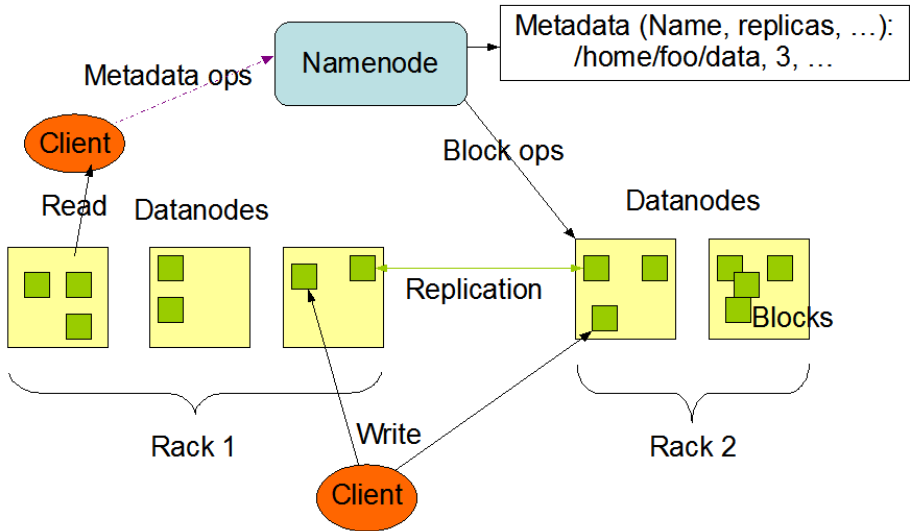 Metadata (Name, replicas, …):
/home/foo/data, 3, …
Namenode
Metadata ops
Client
Block ops
Read
Datanodes
Datanodes
Replication
Blocks
Rack 1
Write
Rack 2
Client